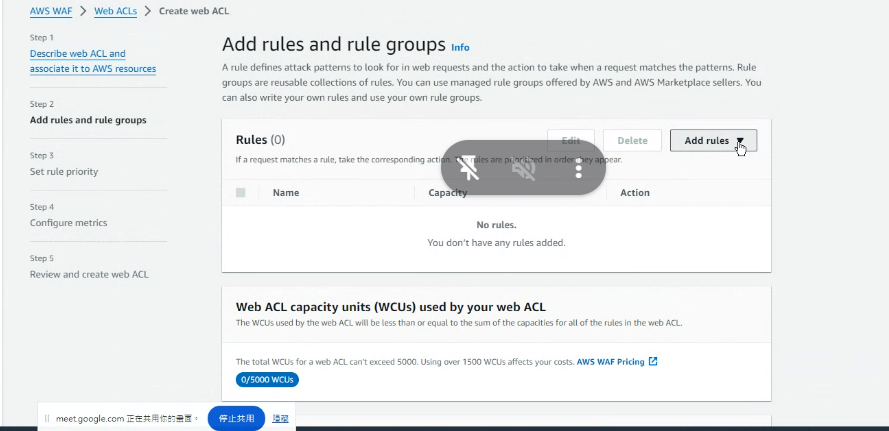 AWS WAF > Web ACLs > Create web ACL
Step 1
Describe web ACL and
associate it to AWS resources
Step 2
Add rules and rule groups
Step 3
Set rule priority
Step 4
Configure metrics
Step 5
Review and create web ACL
Add rules and rule groups Info
A rule defines attack patterns to look for in web requests and the action to take when a request matches the patterns. Rule
groups are reusable collections of rules. You can use managed rule groups offered by AWS and AWS Marketplace sellers. You
can also write your own rules and use your own rule groups.
Rules (0)
Edit
Delete
Add rules
If a request matches a rule, take the corresponding action. The rules are prioritized in order they appear.
Name
Capacity
Action
No rules.
You don't have any rules added.
Web ACL capacity units (WCUs) used by your web ACL
The WCUs used by the web ACL will be less than or equal to the sum of the capacities for all of the rules in the web ACL.
The total WCUs for a web ACL can't exceed 5000. Using over 1500 WCUs affects your costs. AWS WAF Pricing
0/5000 WCUs
meet.google.com 正在共用你的畫面。
停止共用
隱藏